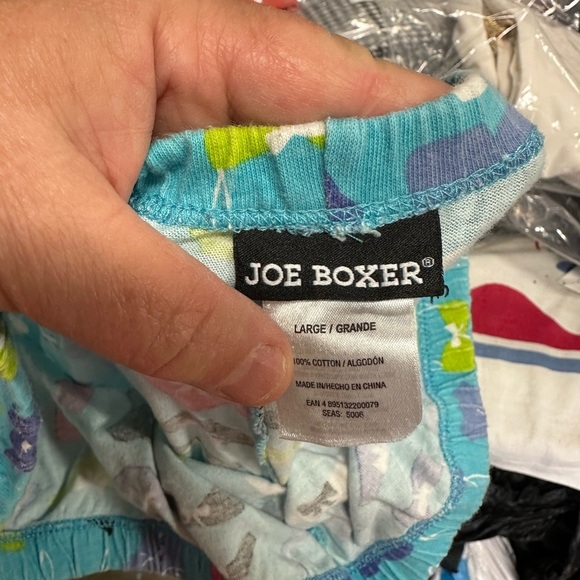 JOE BOXER®
LARGE / GRANDE
100% COTTON / ALGODÓN
MADE IN/HECHO EN CHINA
EAN 4 895132200079
SEAS: 5006